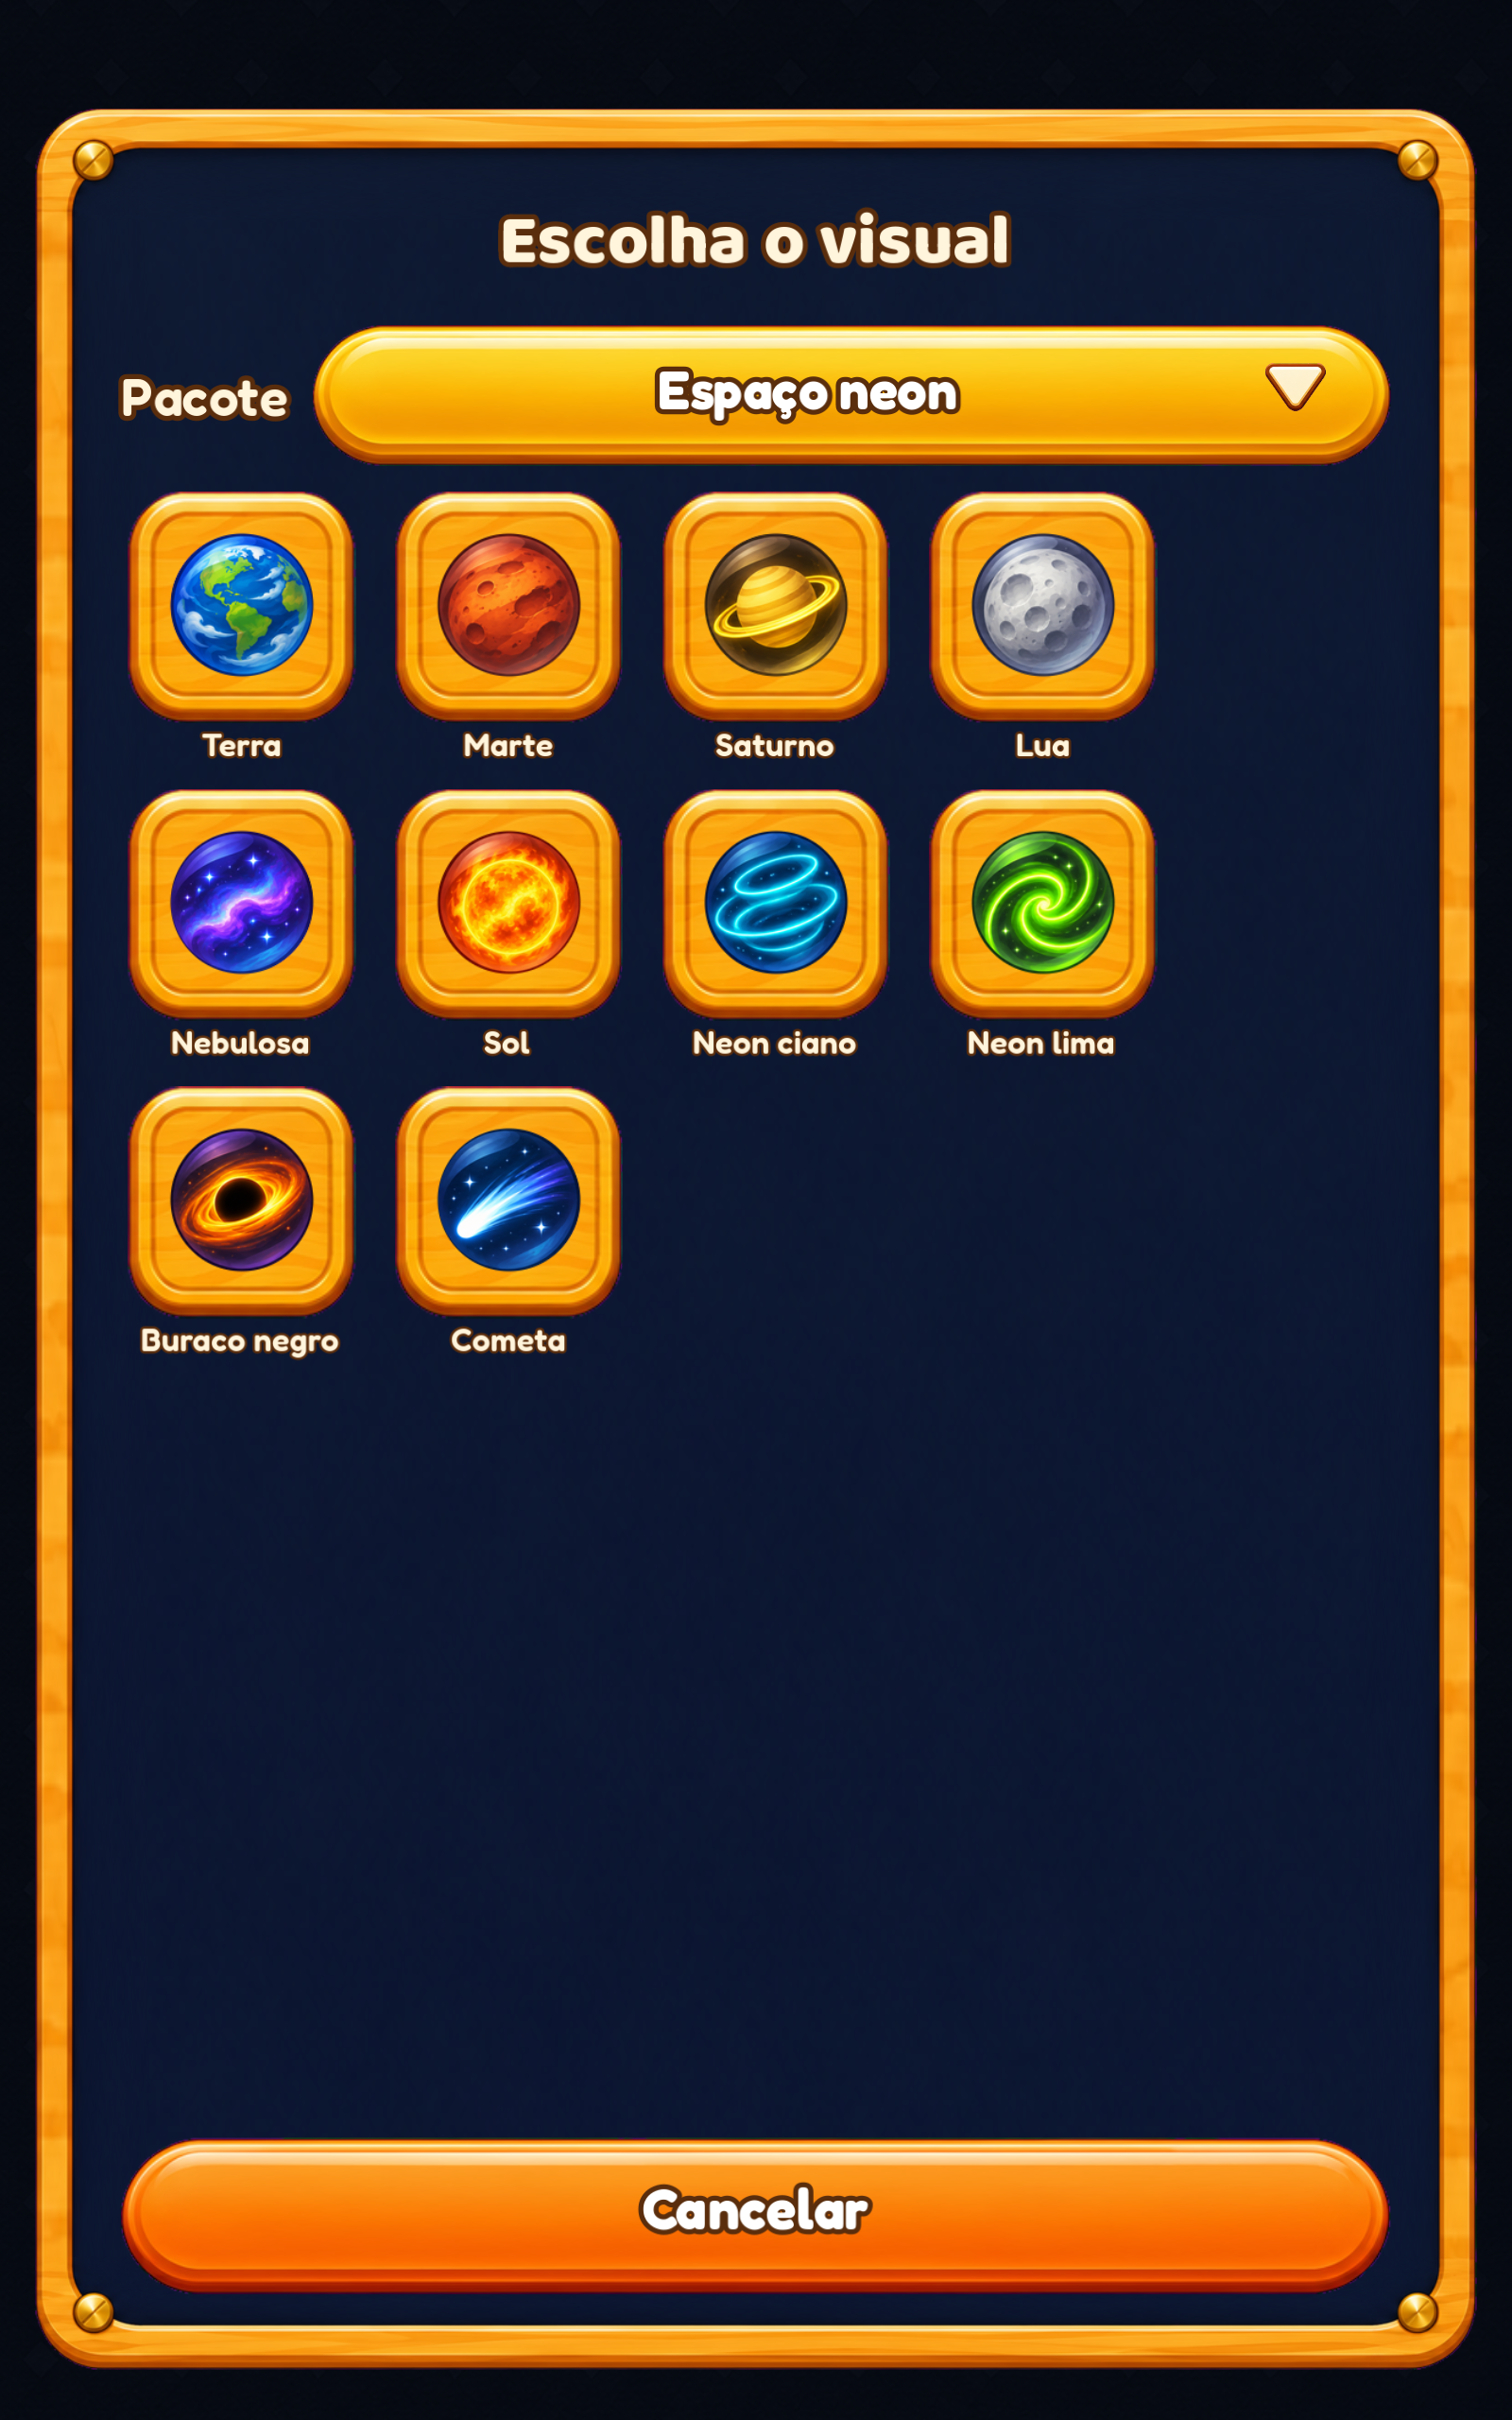 Escolha o visual
Pacote
Espaço neon
Terra
Marte
Saturno
Lua
Nebulosa
Sol
Neon ciano
Neon lima
Buraco negro
Cometa
Cancelar